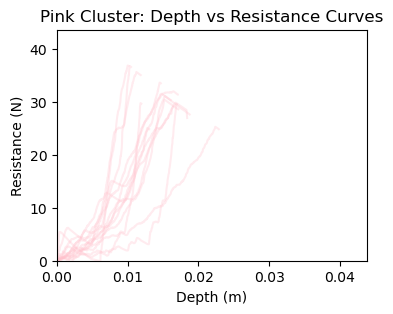 Pink Cluster: Depth vs Resistance Curves
Resistance (N)
40
30
20
10
0
0.00 0.01 0.02 0.03 0.04
Depth (m)